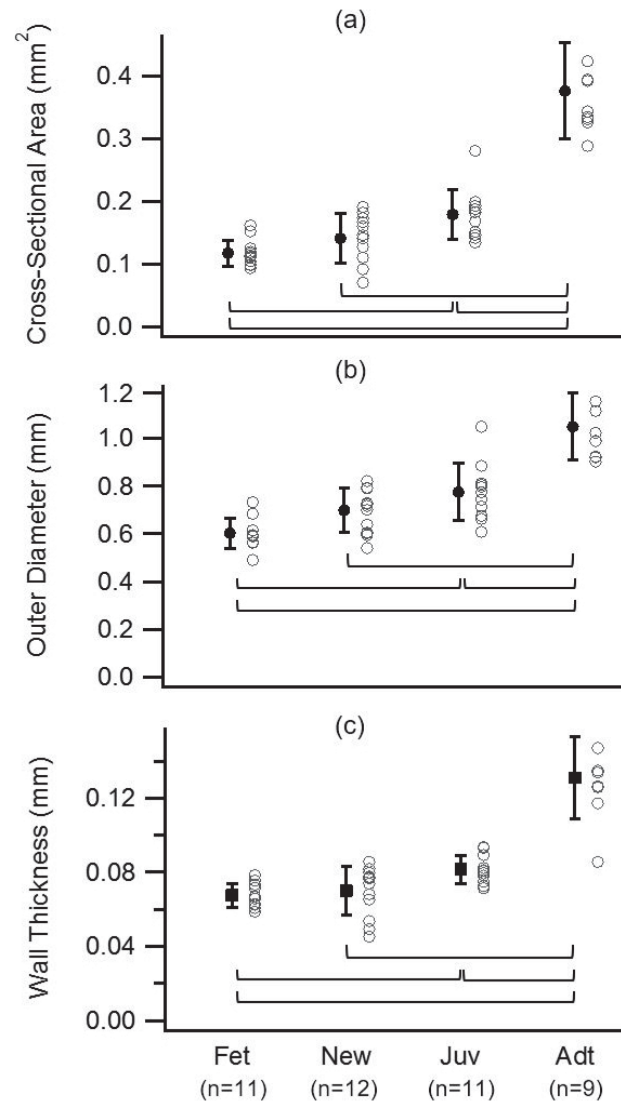 (a)
Cross-Sectional Area (mm²)
0.4
0.3
0.2
0.1
0.0
(b)
Outer Diameter (mm)
1.2
1.0
0.8
0.6
0.4
0.2
0.0
(c)
Wall Thickness (mm)
0.12
0.08
0.04
0.00
Fet New Juv Adt
(n=11) (n=12) (n=11) (n=9)